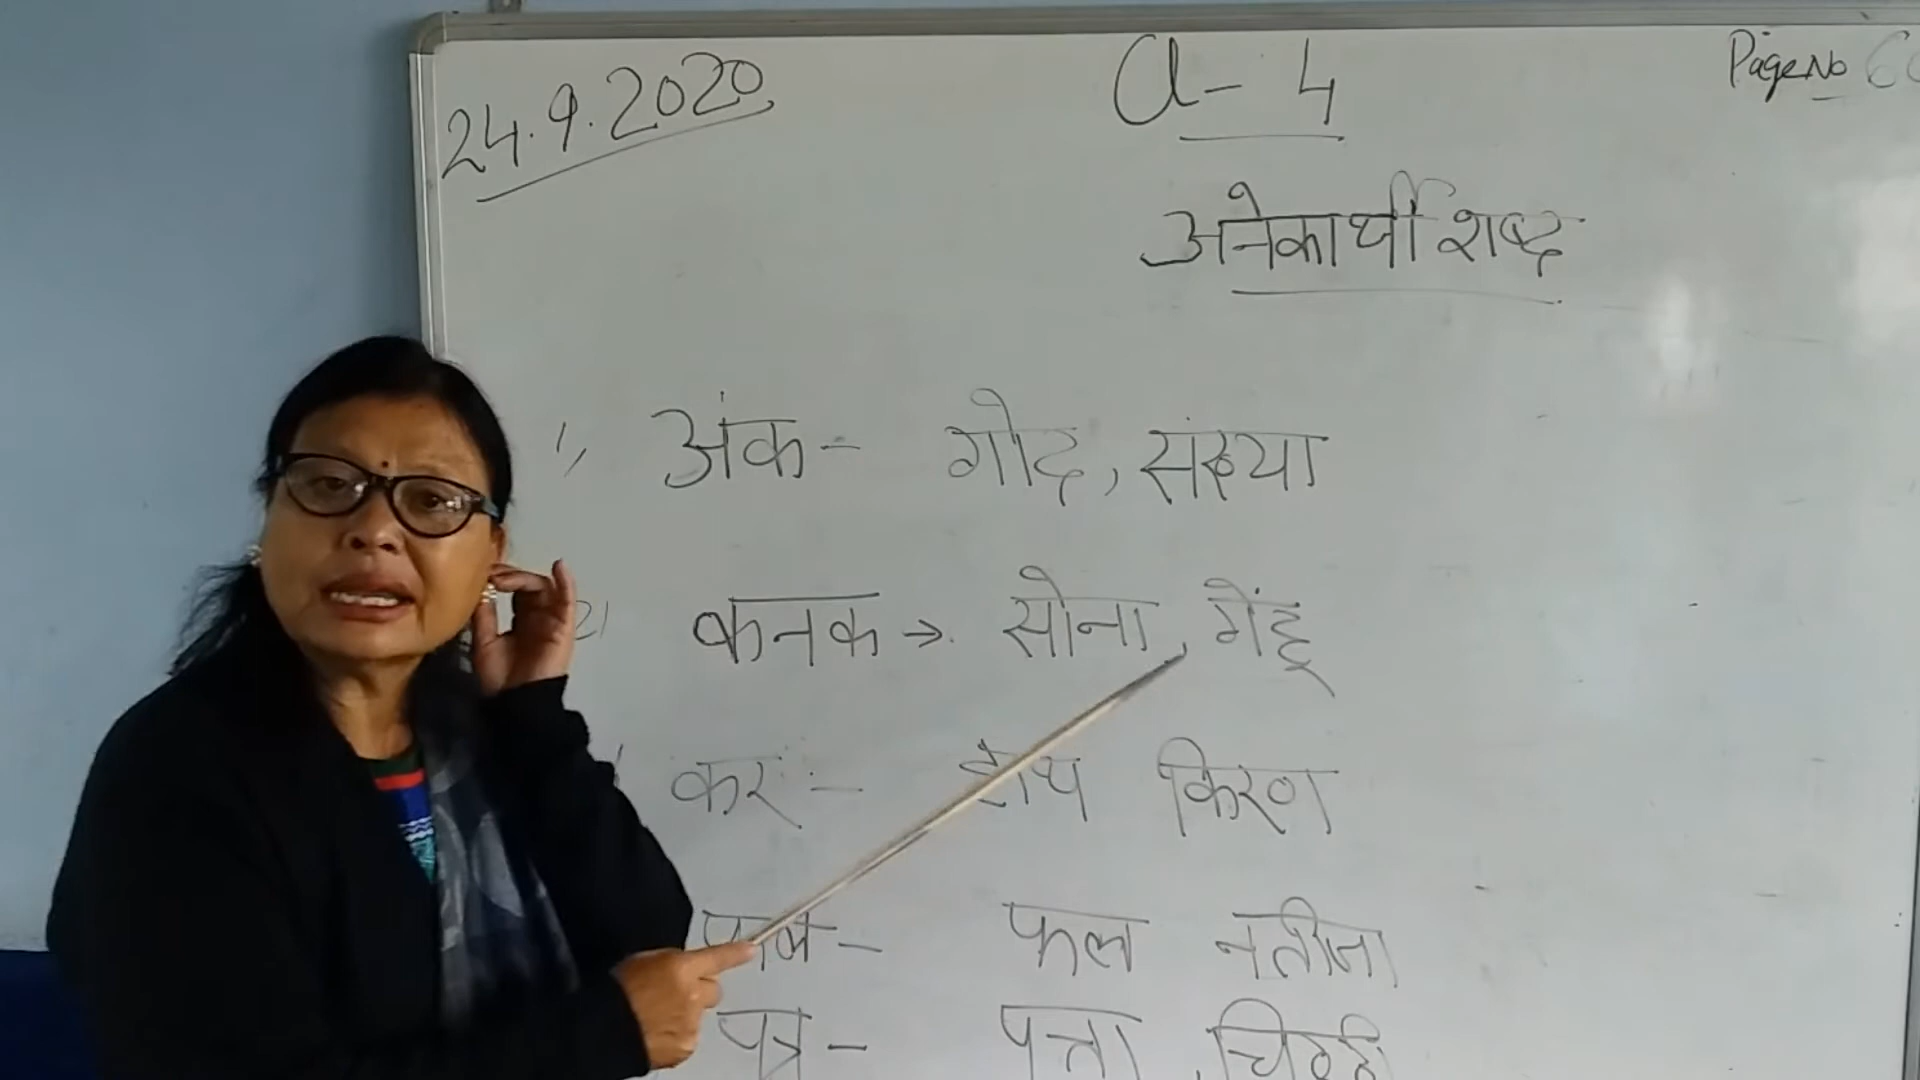 24.9.2020
Cl- 4
Page No
अनेकार्थी शब्द
1, अंक- गोद, संख्या
2) कनक → सोना, गेंहू
कर :- हाथ किरण
फल- फल नतीजा
पत्र- पत्ता, चिठ्ठी